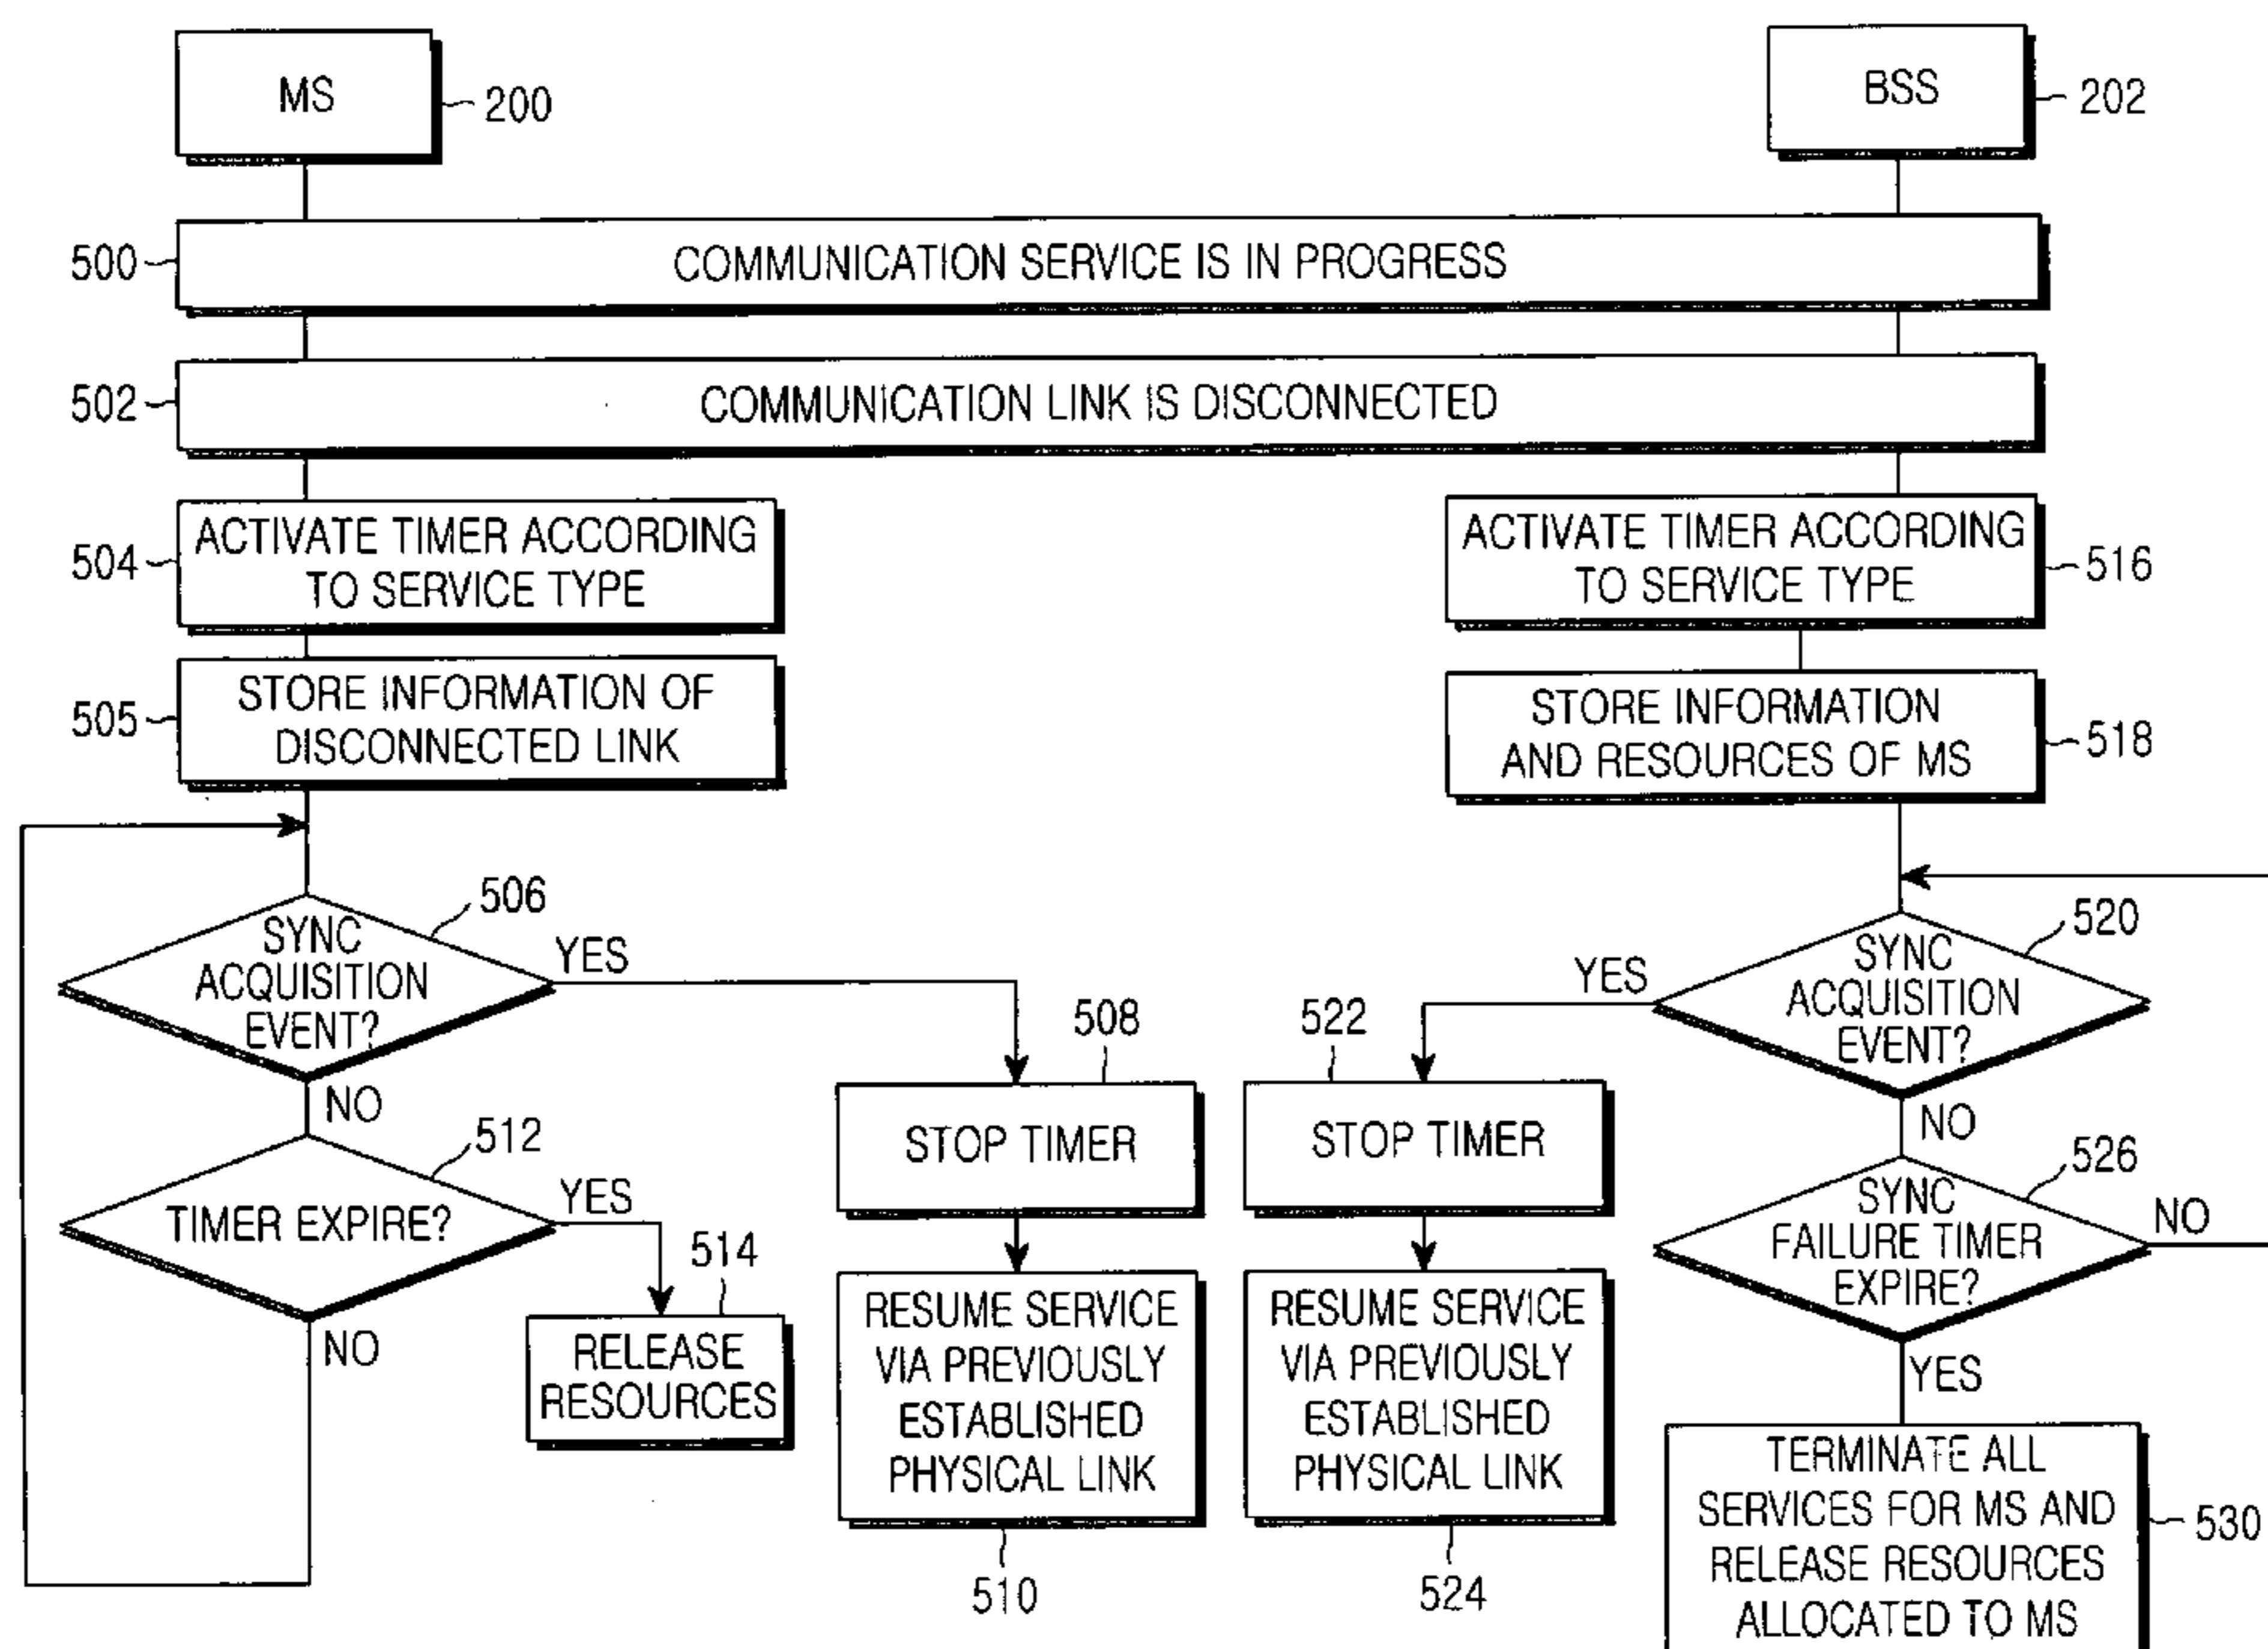 MS
200
BSS
202
500
COMMUNICATION SERVICE IS IN PROGRESS
502
COMMUNICATION LINK IS DISCONNECTED
504
ACTIVATE TIMER ACCORDING
TO SERVICE TYPE
ACTIVATE TIMER ACCORDING
TO SERVICE TYPE
516
505
STORE INFORMATION OF
DISCONNECTED LINK
STORE INFORMATION
AND RESOURCES OF MS
518
506
SYNC
ACQUISITION
EVENT?
YES
NO
508
STOP TIMER
522
STOP TIMER
520
SYNC
ACQUISITION
EVENT?
YES
NO
512
TIMER EXPIRE?
YES
NO
514
RELEASE
RESOURCES
RESUME SERVICE
VIA PREVIOUSLY
ESTABLISHED
PHYSICAL LINK
510
RESUME SERVICE
VIA PREVIOUSLY
ESTABLISHED
PHYSICAL LINK
524
526
SYNC
FAILURE TIMER
EXPIRE?
NO
YES
TERMINATE ALL
SERVICES FOR MS AND
RELEASE RESOURCES
ALLOCATED TO MS
530